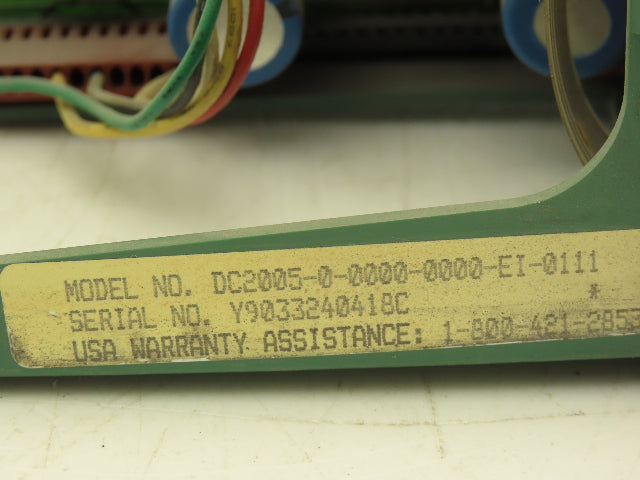 MODEL NO. DC2005-0-0000-0000-EI-0111
SERIAL NO. Y9033240418C *
USA WARRANTY ASSISTANCE: 1-800-421-2853